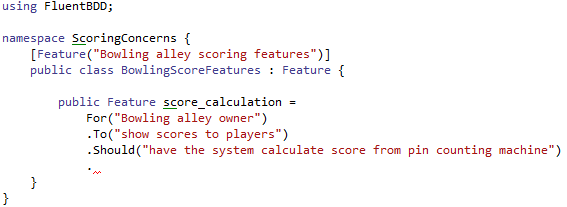 using FluentBDD;
namespace ScoringConcerns {
[Feature("Bowling alley scoring features")]
public class BowlingScoreFeatures : Feature {
public Feature score_calculation =
For("Bowling alley owner")
.To("show scores to players")
.Should("have the system calculate score from pin counting machine")
.
}
}